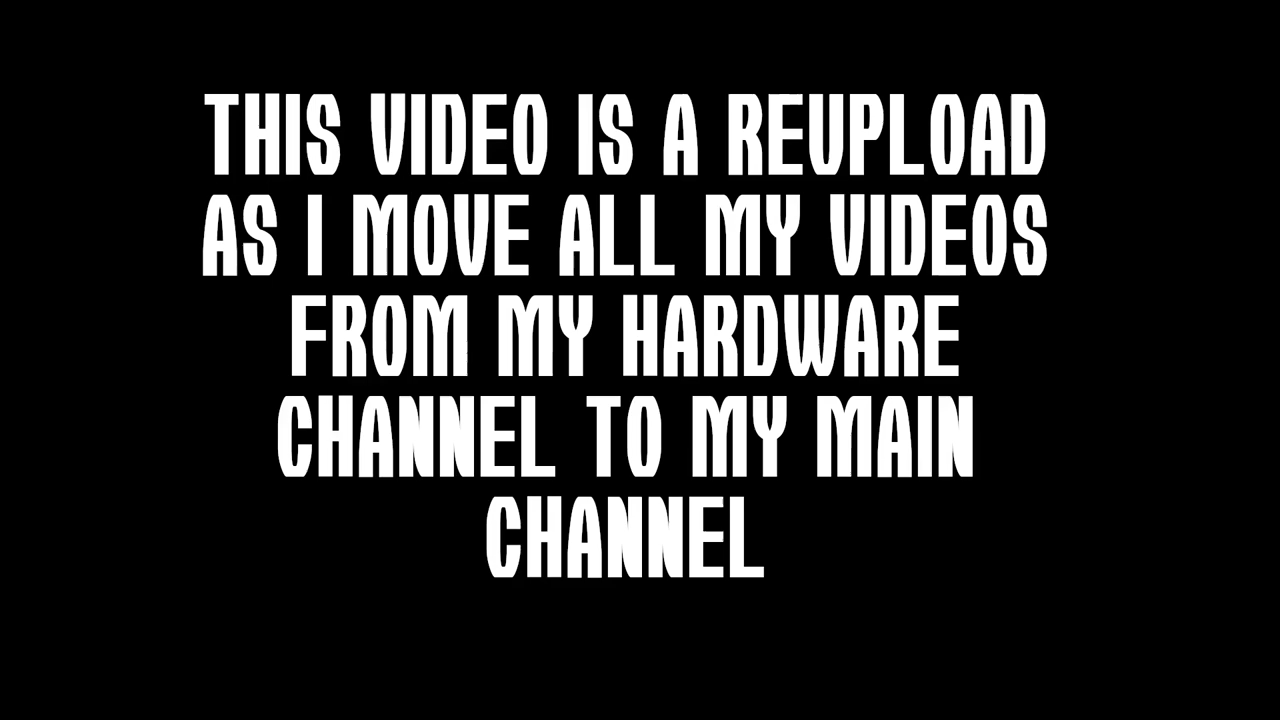 THIS VIDEO IS A REUPLOAD
AS I MOVE ALL MY VIDEOS
FROM MY HARDWARE
CHANNEL TO MY MAIN
CHANNEL